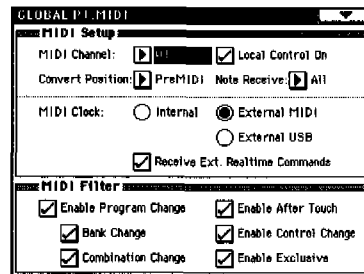 GLOBAL P1:MIDI
MIDI Setup
MIDI Channel: Local Control On
Convert Position: PreMIDI Note Receive: All
MIDI Clock: Internal External MIDI
External USB
Receive Ext. Realtime Commands
MIDI Filter
Enable Program Change Enable After Touch
Bank Change Enable Control Change
Combination Change Enable Exclusive